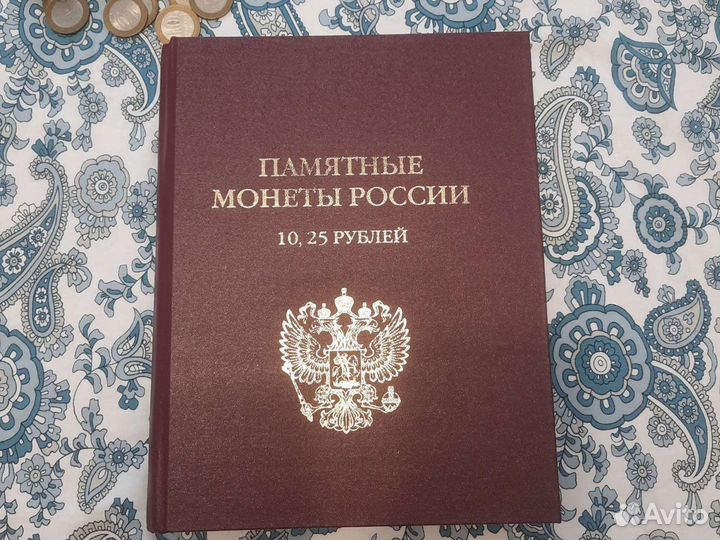 ПАМЯТНЫЕ
МОНЕТЫ РОССИИ
10, 25 РУБЛЕЙ
Avito